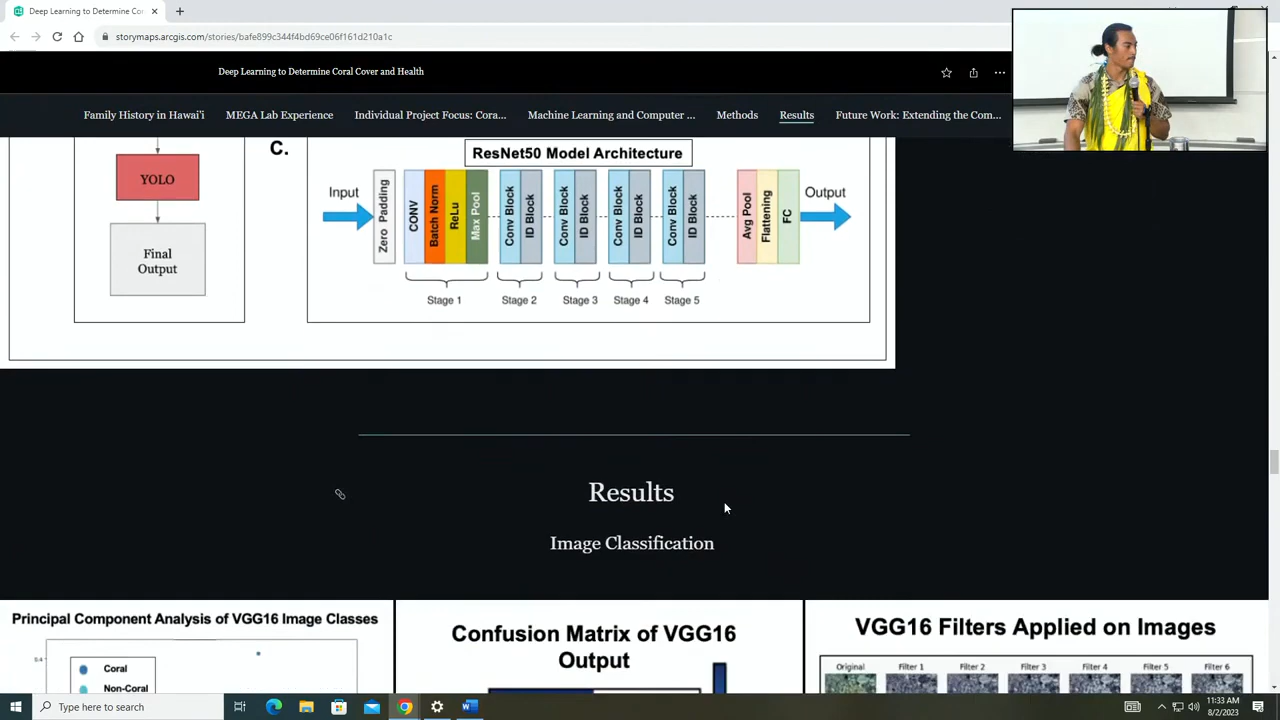 Deep Learning to Determine Cor
storymaps.arcgis.com/stories/bafe899c344f4bd69ce06f161d210a1c
Deep Learning to Determine Coral Cover and Health
Family History in Hawai'i
MEGA Lab Experience
Individual Project Focus: Cora...
Machine Learning and Computer ...
Methods
Results
Future Work: Extending the Com...
YOLO
Final
Output
C.
ResNet50 Model Architecture
Input
Zero Padding
CONV
Batch Norm
ReLu
Max Pool
Conv Block
ID Block
Conv Block
ID Block
Conv Block
ID Block
Conv Block
ID Block
Avg Pool
Flattening
FC
Output
Stage 1
Stage 2
Stage 3
Stage 4
Stage 5
Results
Image Classification
Principal Component Analysis of VGG16 Image Classes
Coral
Non-Coral
Confusion Matrix of VGG16
Output
VGG16 Filters Applied on Images
Original
Filter 1
Filter 2
Filter 3
Filter 4
Filter 5
Filter 6
Type here to search
11:33 AM
8/2/2023